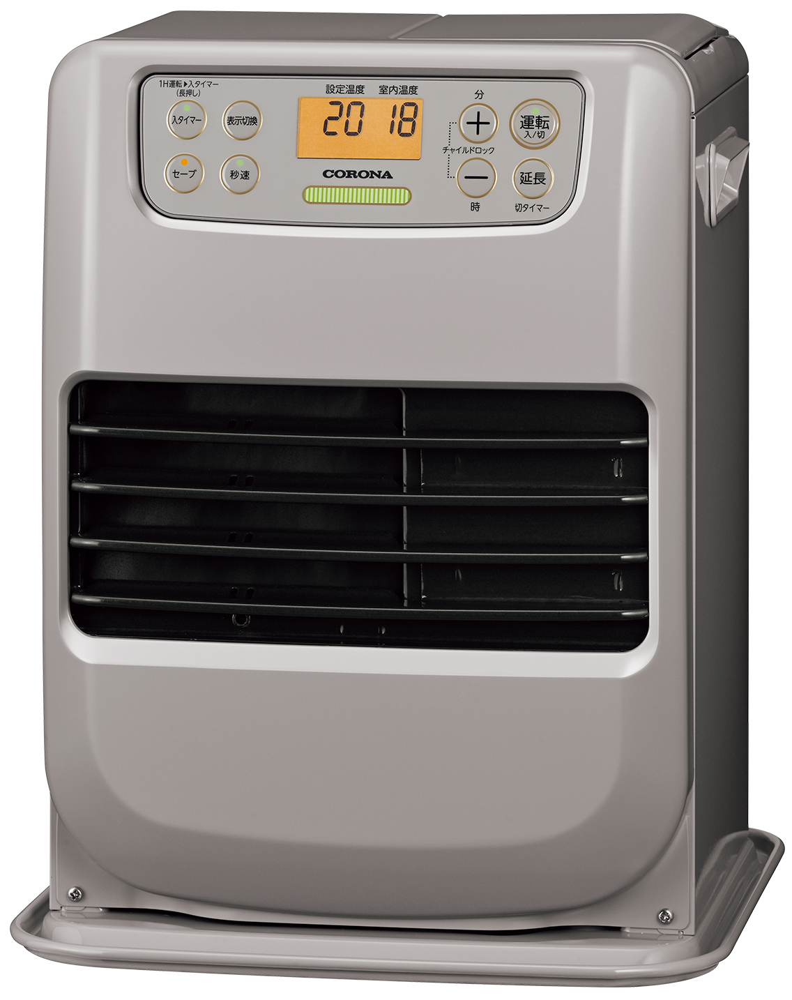 1H運転▶入タイマー
(長押し)
入タイマー
表示切換
セーブ
秒速
設定温度 室内温度
20 18
CORONA
分
+
チャイルドロック
−
時
運転
入/切
延長
切タイマー